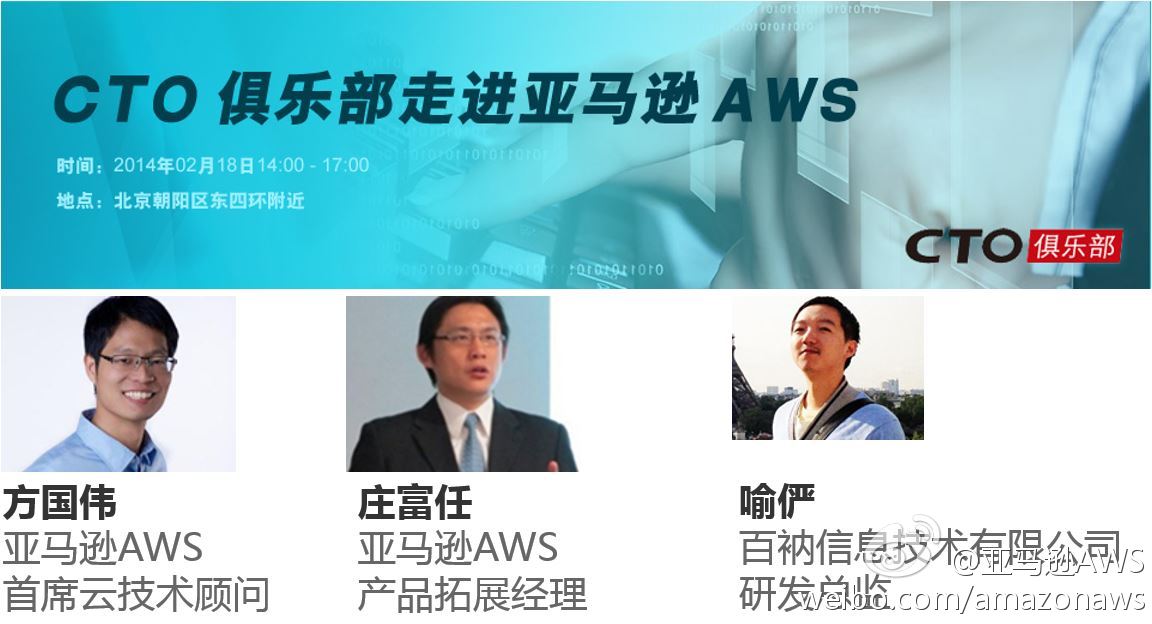 CTO 俱乐部走进亚马逊 AWS
时间：2014年02月18日14:00 - 17:00
地点：北京朝阳区东四环附近
CTO 俱乐部
方国伟
亚马逊AWS
首席云技术顾问
庄富任
亚马逊AWS
产品拓展经理
喻俨
百衲信息技术有限公司
研发总监
@亚马逊AWS
weibo.com/amazonaws